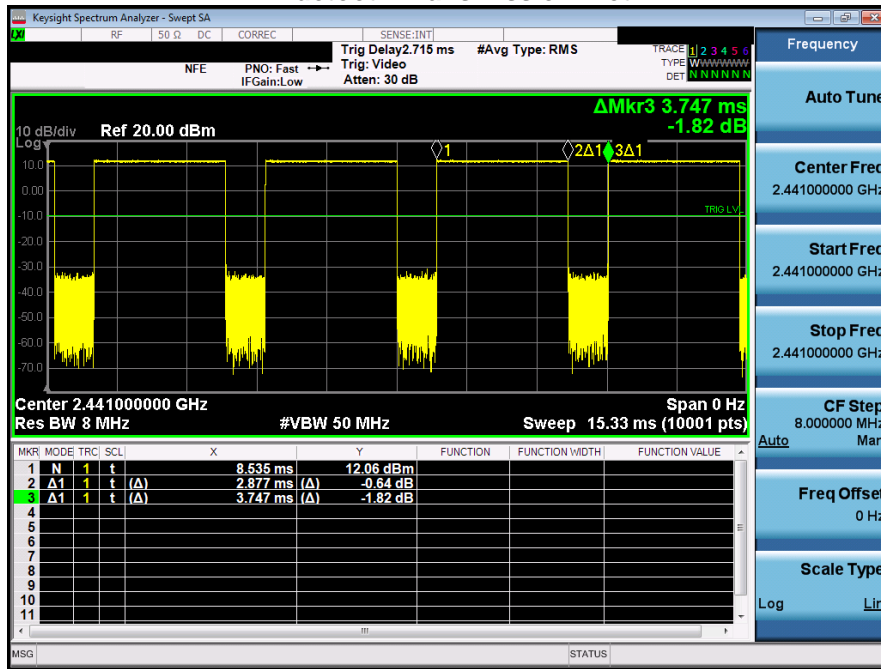 Keysight Spectrum Analyzer - Swept SA
LXI RF 50 Ω DC CORREC SENSE:INT
NFE PNO: Fast Trig Delay2.715 ms #Avg Type: RMS TRACE 1 2 3 4 5 6
IFGain:Low Trig: Video TYPE WWWWWW
Atten: 30 dB DET N N N N N N
ΔMkr3 3.747 ms
-1.82 dB
10 dB/div Ref 20.00 dBm
Log
1 2Δ1 3Δ1
10.0
0.00
-10.0
TRIG LVL
-20.0
-30.0
-40.0
-50.0
-60.0
-70.0
Center 2.441000000 GHz Span 0 Hz
Res BW 8 MHz #VBW 50 MHz Sweep 15.33 ms (10001 pts)
MKR MODE TRC SCL X Y FUNCTION FUNCTION WIDTH FUNCTION VALUE
1 N 1 t 8.535 ms 12.06 dBm
2 Δ1 1 t (Δ) 2.877 ms (Δ) -0.64 dB
3 Δ1 1 t (Δ) 3.747 ms (Δ) -1.82 dB
4
5
6
7
8
9
10
11
MSG STATUS
Frequency
Auto Tune
Center Freq
2.441000000 GHz
Start Freq
2.441000000 GHz
Stop Freq
2.441000000 GHz
CF Step
8.000000 MHz
Auto Man
Freq Offset
0 Hz
Scale Type
Log Lin